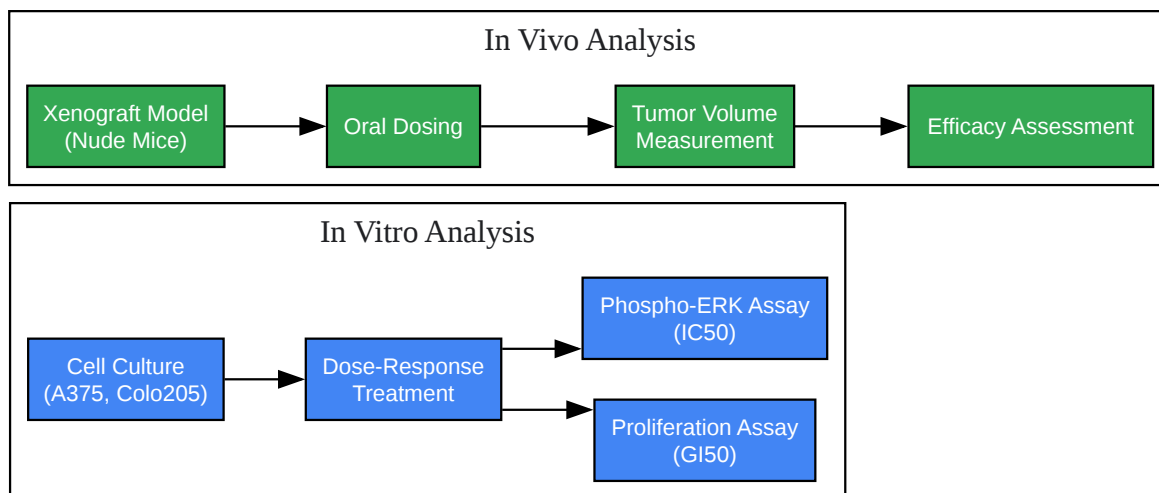 In Vivo Analysis
Xenograft Model
(Nude Mice)
Oral Dosing
Tumor Volume
Measurement
Efficacy Assessment
In Vitro Analysis
Cell Culture
(A375, Colo205)
Dose-Response
Treatment
Phospho-ERK Assay
(IC50)
Proliferation Assay
(GI50)